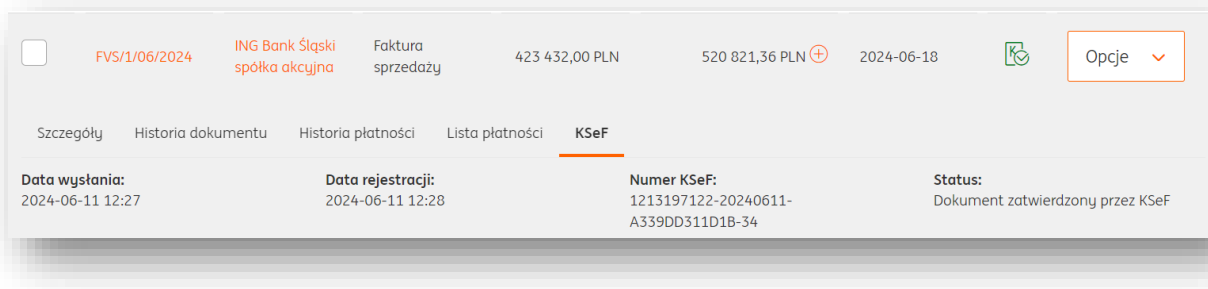 FVS/1/06/2024
ING Bank Śląski
spółka akcyjna
Faktura
sprzedaży
423 432,00 PLN
520 821,36 PLN
2024-06-18
K
Opcje
Szczegóły Historia dokumentu Historia płatności Lista płatności KSeF
Data wysłania:
2024-06-11 12:27
Data rejestracji:
2024-06-11 12:28
Numer KSeF:
1213197122-20240611-
A339DD311D1B-34
Status:
Dokument zatwierdzony przez KSeF